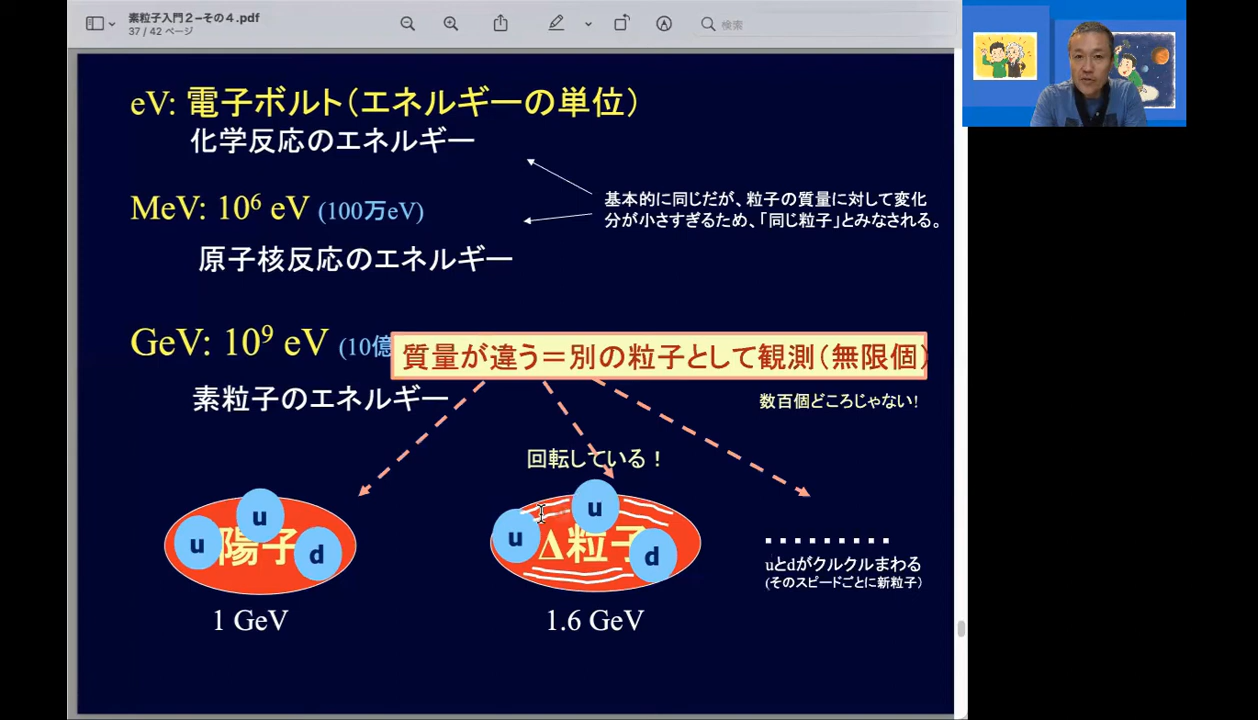 素粒子入門２−その４.pdf
37 / 42 ページ
検索
eV: 電子ボルト（エネルギーの単位）
化学反応のエネルギー
MeV: 10⁶ eV (100万eV)
原子核反応のエネルギー
基本的に同じだが、粒子の質量に対して変化
分が小さすぎるため、「同じ粒子」とみなされる。
GeV: 10⁹ eV (10億
質量が違う＝別の粒子として観測（無限個）
素粒子のエネルギー
数百個どころじゃない!
回転している！
u u d
陽子
1 GeV
u u d
Δ粒子
1.6 GeV
uとdがクルクルまわる
(そのスピードごとに新粒子)